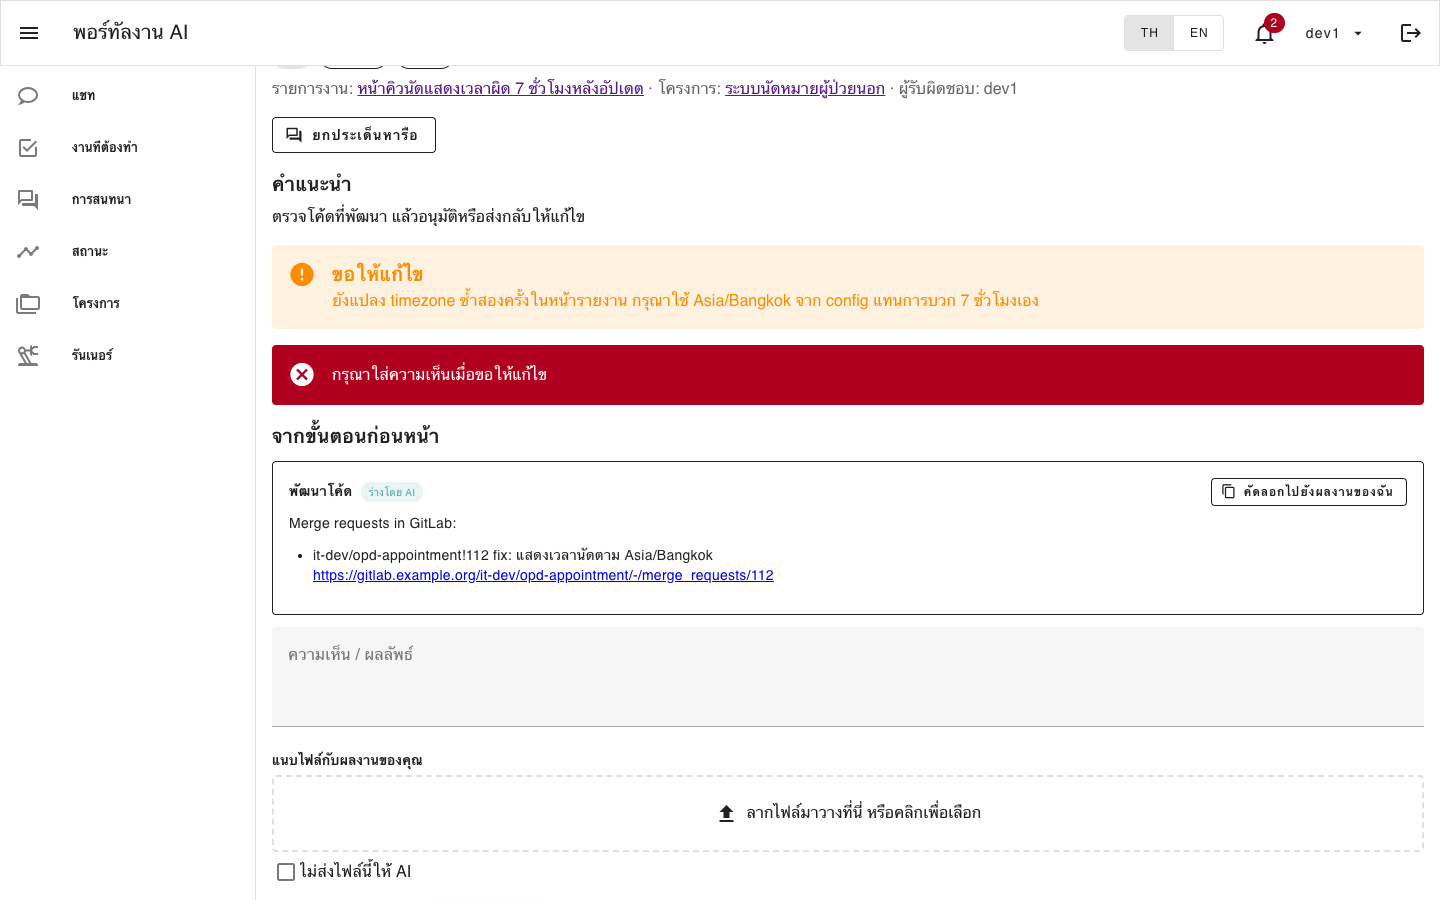 พอร์ทัลงาน AI
TH
EN
2
dev1
แชท
งานที่ต้องทำ
การสนทนา
สถานะ
โครงการ
รันเนอร์
รายการงาน: หน้าคิวนัดแสดงเวลาผิด 7 ชั่วโมงหลังอัปเดต · โครงการ: ระบบนัดหมายผู้ป่วยนอก · ผู้รับผิดชอบ: dev1
ยกประเด็นหารือ
คำแนะนำ
ตรวจโค้ดที่พัฒนา แล้วอนุมัติหรือส่งกลับให้แก้ไข
ขอให้แก้ไข
ยังแปลง timezone ซ้ำสองครั้งในหน้ารายงาน กรุณาใช้ Asia/Bangkok จาก config แทนการบวก 7 ชั่วโมงเอง
กรุณาใส่ความเห็นเมื่อขอให้แก้ไข
จากขั้นตอนก่อนหน้า
พัฒนาโค้ด
ร่างโดย AI
คัดลอกไปยังผลงานของฉัน
Merge requests in GitLab:
it-dev/opd-appointment!112 fix: แสดงเวลานัดตาม Asia/Bangkok
https://gitlab.example.org/it-dev/opd-appointment/-/merge_requests/112
ความเห็น / ผลลัพธ์
แนบไฟล์กับผลงานของคุณ
ลากไฟล์มาวางที่นี่ หรือคลิกเพื่อเลือก
ไม่ส่งไฟล์นี้ให้ AI